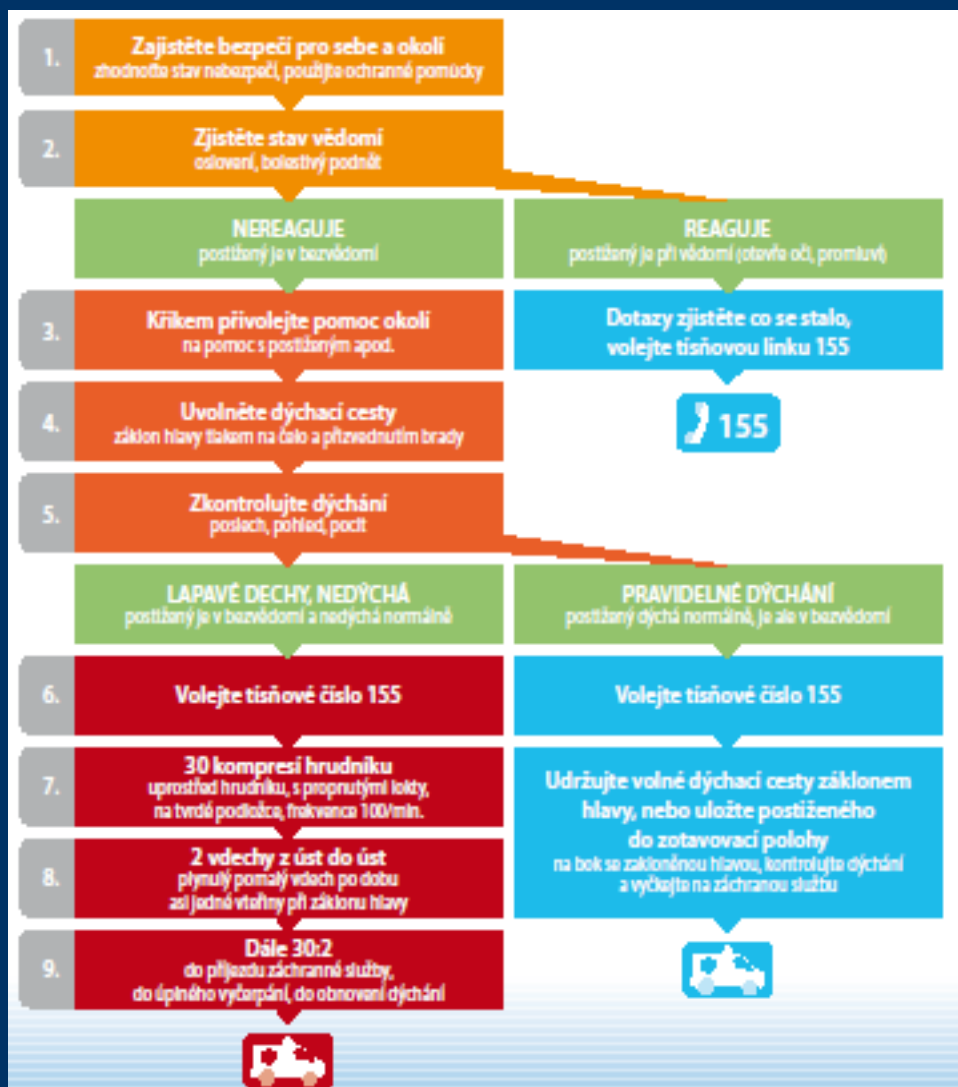 1.
Zajistěte bezpečí pro sebe a okolí
zhodnoťte stav nebezpečí, použijte ochranné pomůcky
2.
Zjistěte stav vědomí
oslovení, bolestivý podnět
NEREAGUJE
postižený je v bezvědomí
REAGUJE
postižený je při vědomí (otevře oči, promluví)
3.
Křikem přivolejte pomoc okolí
na pomoc s postiženým apod.
Dotazy zjistěte co se stalo,
volejte tísňovou linku 155
155
4.
Uvolněte dýchací cesty
záklon hlavy tlakem na čelo a přizvednutím brady
5.
Zkontrolujte dýchání
poslech, pohled, pocit
LAPAVÉ DECHY, NEDÝCHÁ
postižený je v bezvědomí a nedýchá normálně
PRAVIDELNÉ DÝCHÁNÍ
postižený dýchá normálně, je ale v bezvědomí
6.
Volejte tísňové číslo 155
Volejte tísňové číslo 155
7.
30 kompresí hrudníku
uprostřed hrudníku, s propnutými lokty,
na tvrdé podložce, frekvence 100/min.
8.
2 vdechy z úst do úst
plynulý pomalý vdech po dobu
asi jedné vteřiny při záklonu hlavy
9.
Dále 30:2
do příjezdu záchranné služby,
do úplného vyčerpání, do obnovení dýchání
Udržujte volné dýchací cesty záklonem
hlavy, nebo uložte postiženého
do zotavovací polohy
na bok se zakloněnou hlavou, kontrolujte dýchání
a vyčkejte na záchranou službu